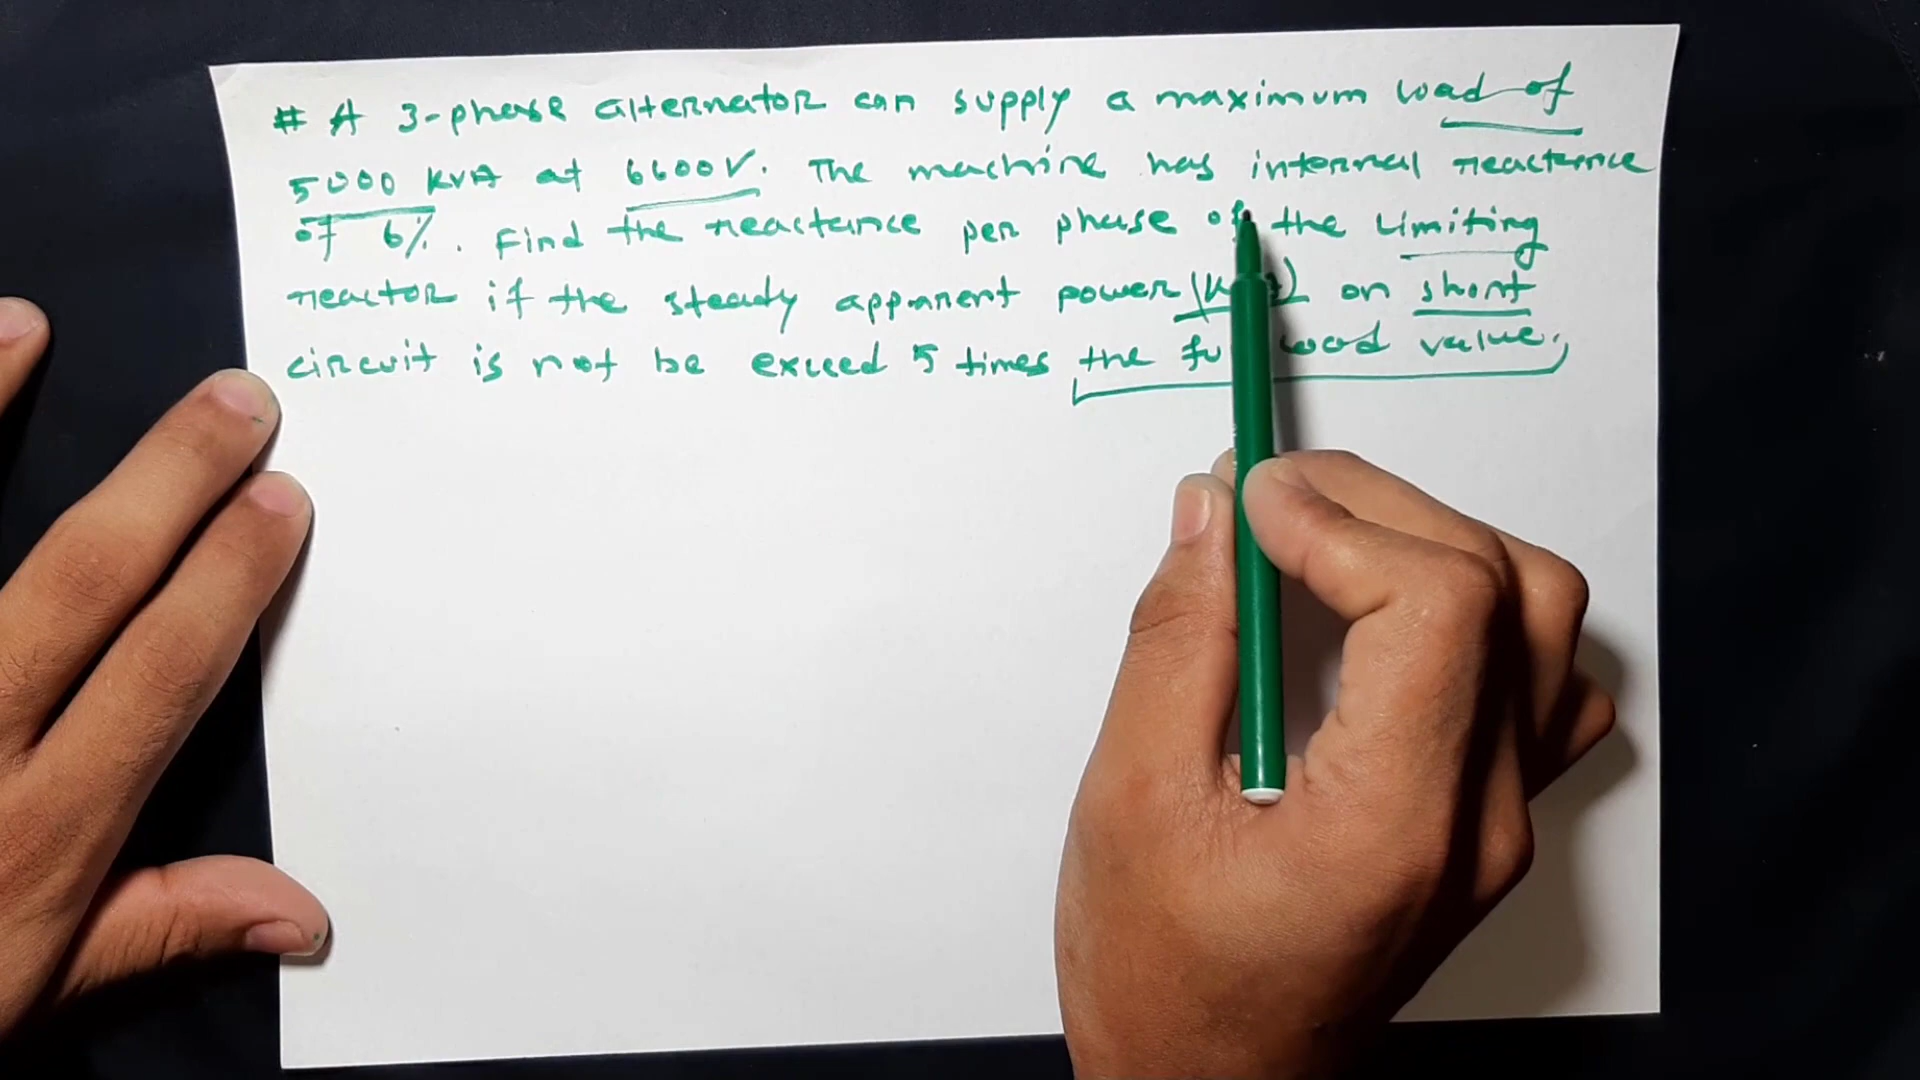 # A 3-phase alternator can supply a maximum load of
5000 KVA at 6600V. The machine has internal reactance
of 6%. Find the reactance per phase of the limiting
reactor if the steady apparent power on short
circuit is not be exceed 5 times the load value.